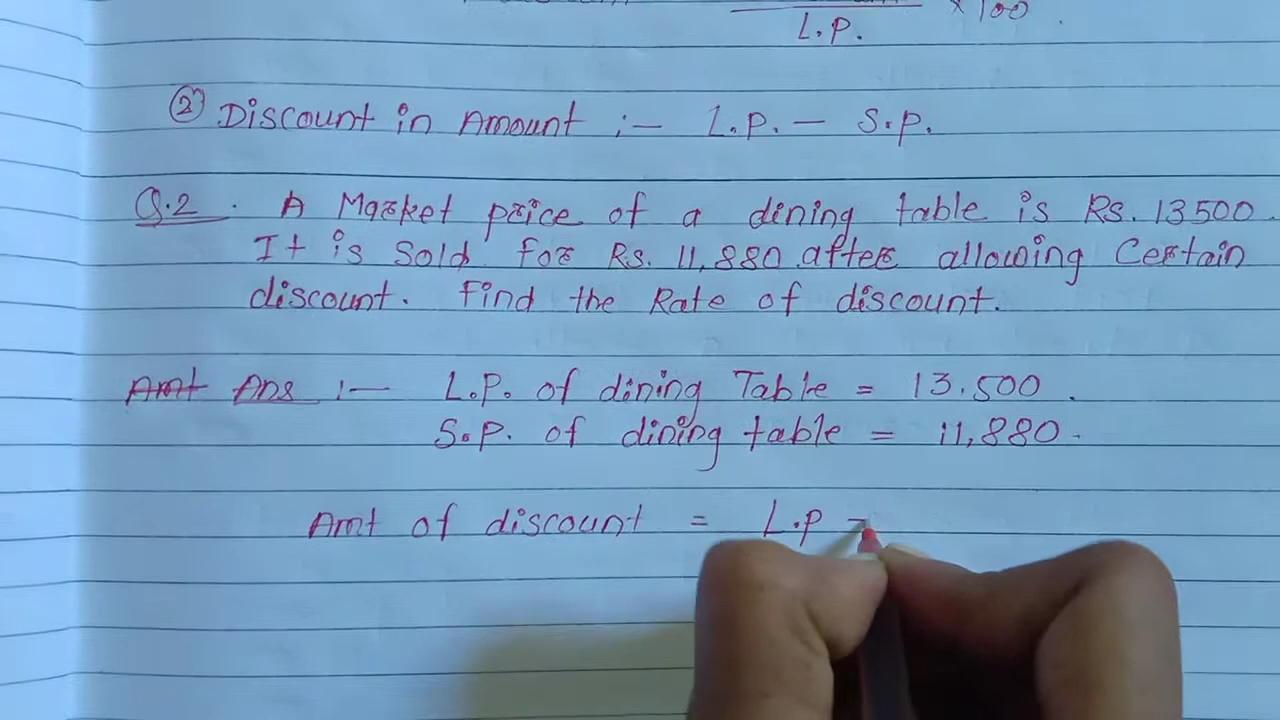 L.P. × 100
② Discount in Amount :- L.P. - S.P.
Q.2. A Market price of a dining table is Rs. 13500.
It is Sold for Rs. 11,880 after allowing Certain
discount. Find the Rate of discount.
Amt Ans :- L.P. of dining Table = 13.500.
S.P. of dining table = 11,880.
Amt of discount = L.P -